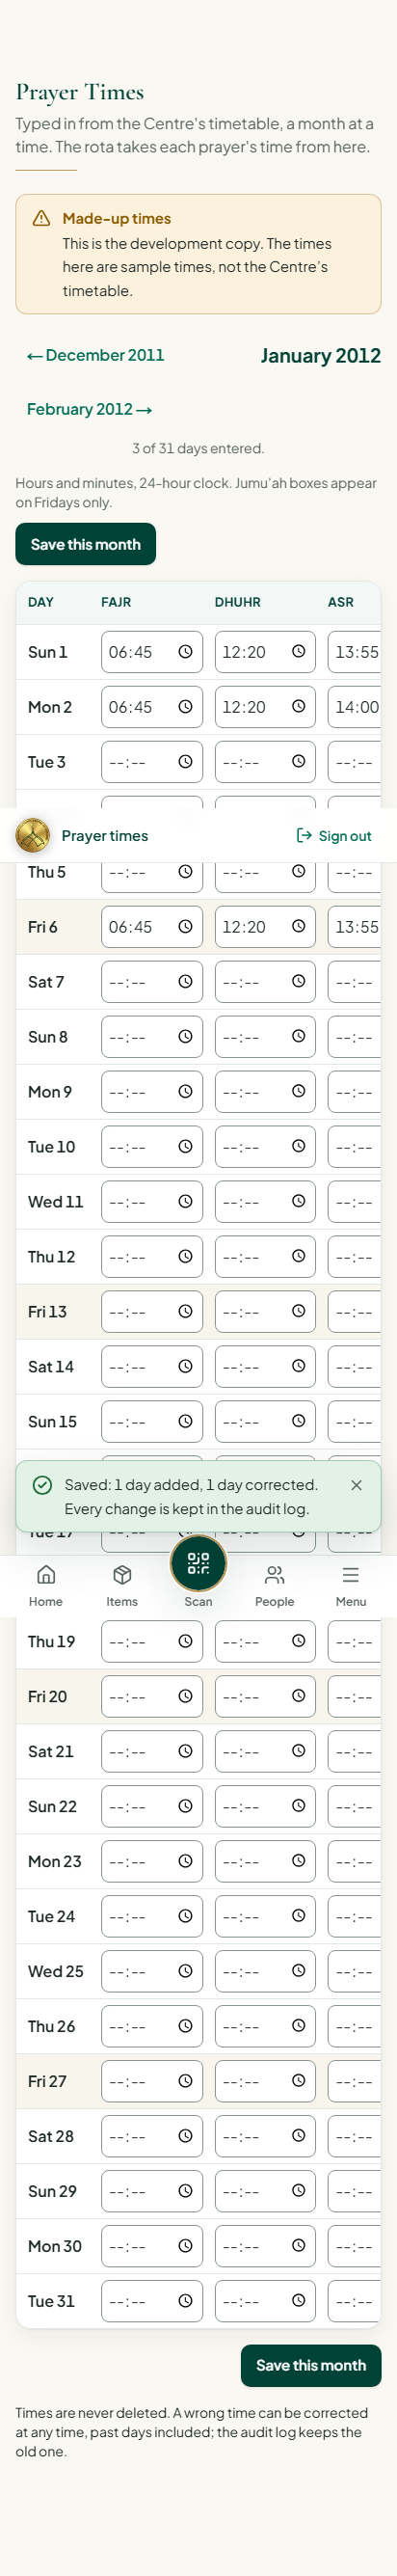 Prayer Times
Typed in from the Centre's timetable, a month at a
time. The rota takes each prayer's time from here.
Made-up times
This is the development copy. The times
here are sample times, not the Centre's
timetable.
← December 2011 January 2012
February 2012 →
3 of 31 days entered.
Hours and minutes, 24-hour clock. Jumu'ah boxes appear
on Fridays only.
Save this month
DAY FAJR DHUHR ASR
Sun 1 06:45 12:20 13:55
Mon 2 06:45 12:20 14:00
Tue 3 --:-- --:-- --:--
Prayer times Sign out
Thu 5 --:-- --:-- --:--
Fri 6 06:45 12:20 13:55
Sat 7 --:-- --:-- --:--
Sun 8 --:-- --:-- --:--
Mon 9 --:-- --:-- --:--
Tue 10 --:-- --:-- --:--
Wed 11 --:-- --:-- --:--
Thu 12 --:-- --:-- --:--
Fri 13 --:-- --:-- --:--
Sat 14 --:-- --:-- --:--
Sun 15 --:-- --:-- --:--
Saved: 1 day added, 1 day corrected.
Every change is kept in the audit log.
Tue 17 --:-- --:-- --:--
Home Items Scan People Menu
Thu 19 --:-- --:-- --:--
Fri 20 --:-- --:-- --:--
Sat 21 --:-- --:-- --:--
Sun 22 --:-- --:-- --:--
Mon 23 --:-- --:-- --:--
Tue 24 --:-- --:-- --:--
Wed 25 --:-- --:-- --:--
Thu 26 --:-- --:-- --:--
Fri 27 --:-- --:-- --:--
Sat 28 --:-- --:-- --:--
Sun 29 --:-- --:-- --:--
Mon 30 --:-- --:-- --:--
Tue 31 --:-- --:-- --:--
Save this month
Times are never deleted. A wrong time can be corrected
at any time, past days included; the audit log keeps the
old one.